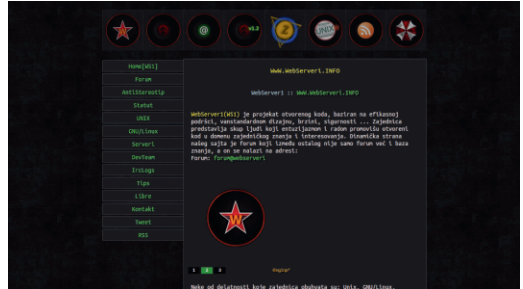 @
v1.2
UNIX
Home[WS1]
Forum
AntiStereotip
Statut
UNIX
GNU/Linux
Serveri
DevTeam
IrcLogs
Tips
Libre
Kontakt
Tweet
RSS
WwW.WebServer1.INFO
WebServer1 :: WwW.WebServer1.INFO
WebServer1(WS1) je projekat otvorenog koda, baziran na efikasnoj
podršci, vanstandardnom dizajnu, brzini, sigurnosti ... Zajednica
predstavlja skup ljudi koji entuzijazmom i radom promovišu otvoreni
kod u domenu zajedničkog znanja i interesovanja. Dinamička strana
našeg sajta je forum koji između ostalog nije samo forum već i baza
znanja, a on se nalazi na adresi:
Forum: forum@webserver1
W
1 2 3
Neke od delatnosti koje zajednica obuhvata su: Unix, GNU/Linux,